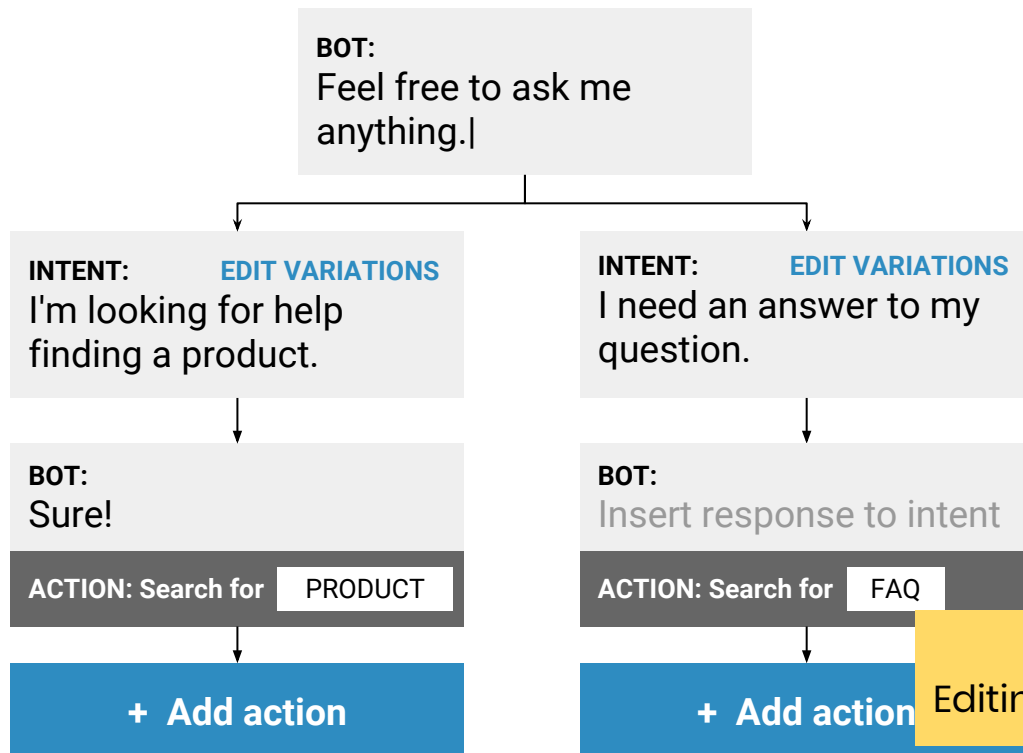 BOT:
Feel free to ask me
anything.|
INTENT: EDIT VARIATIONS
I'm looking for help
finding a product.
BOT:
Sure!
ACTION: Search for PRODUCT
+ Add action
INTENT: EDIT VARIATIONS
I need an answer to my
question.
BOT:
Insert response to intent
ACTION: Search for FAQ
+ Add action